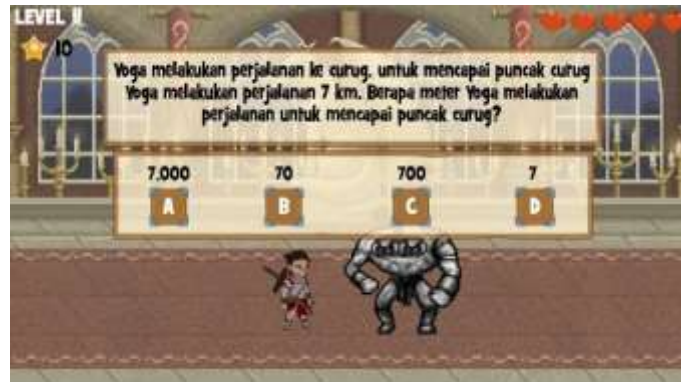 LEVEL II
10
Yoga melakukan perjalanan ke curug, untuk mencapai puncak curug
Yoga melakukan perjalanan 7 km. Berapa meter Yoga melakukan
perjalanan untuk mencapai puncak curug?
7.000 70 700 7
A B C D